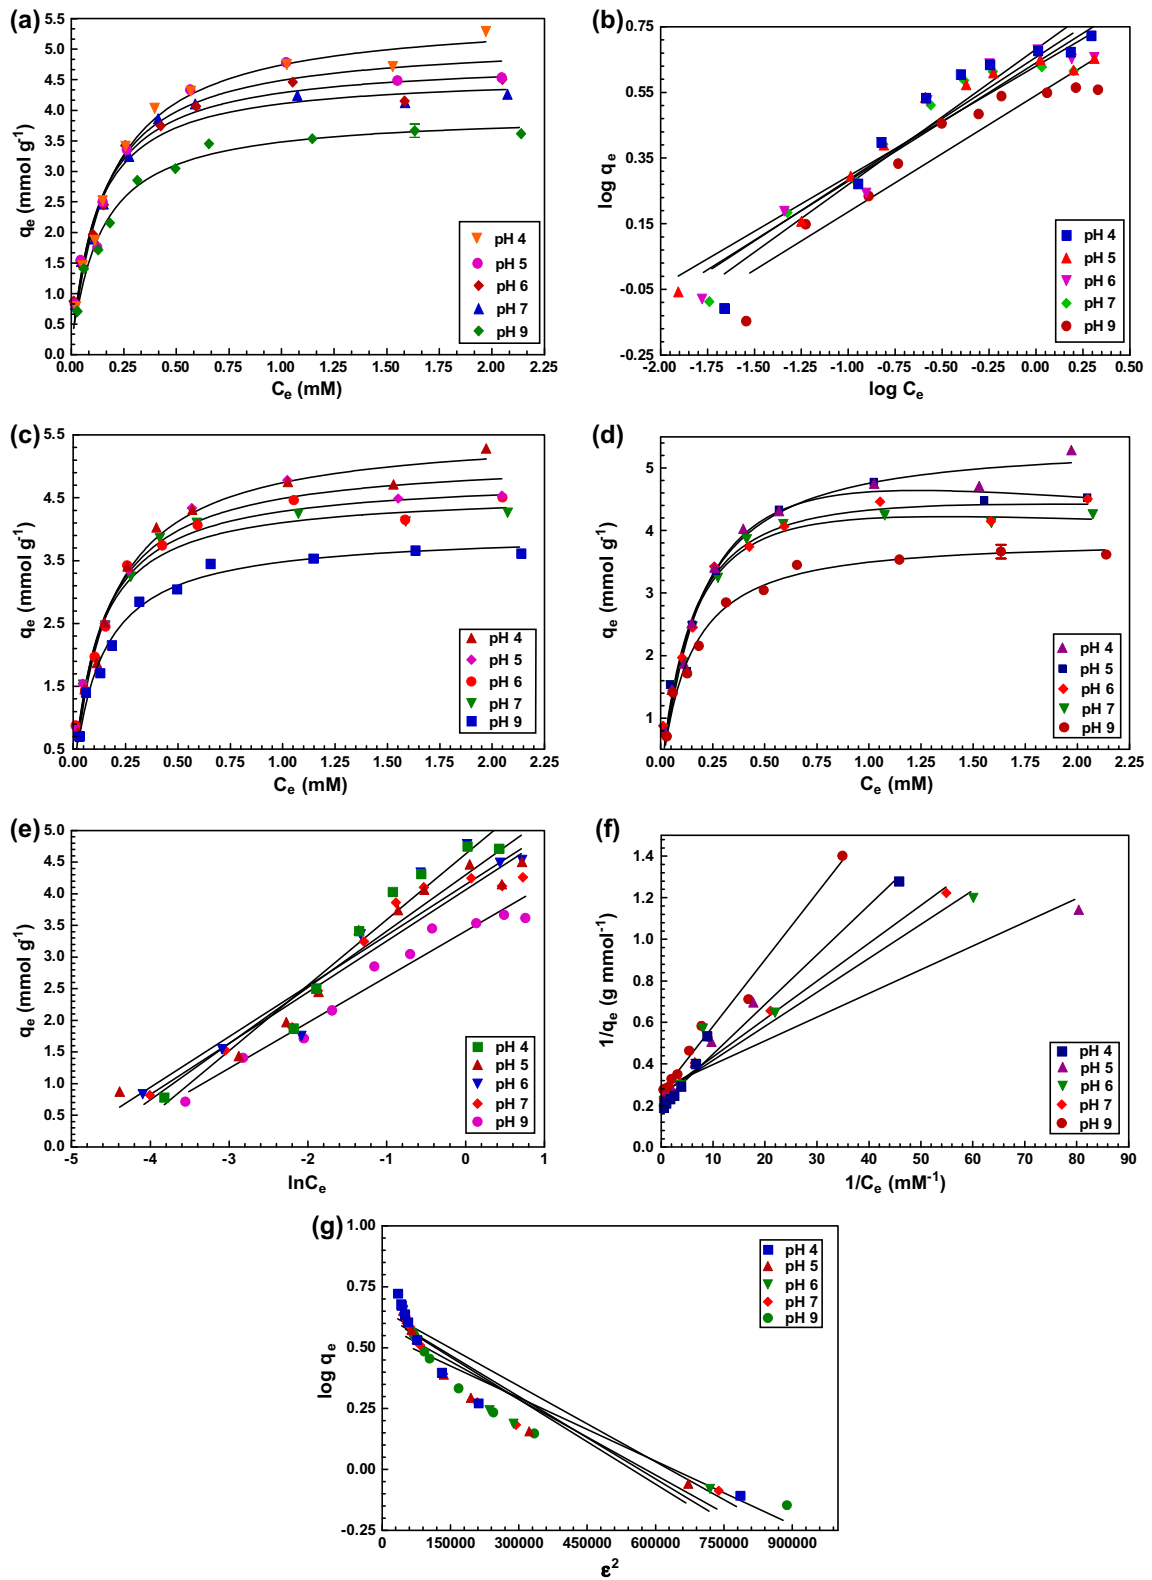 (a)
5.5
5.0
4.5
4.0
3.5
3.0
2.5
2.0
1.5
1.0
0.5
0.0
qe (mmol g-1)
pH 4
pH 5
pH 6
pH 7
pH 9
0.00 0.25 0.50 0.75 1.00 1.25 1.50 1.75 2.00 2.25
Ce (mM)
(b)
0.75
0.55
0.35
0.15
-0.05
-0.25
log qe
pH 4
pH 5
pH 6
pH 7
pH 9
-2.00 -1.75 -1.50 -1.25 -1.00 -0.75 -0.50 -0.25 0.00 0.25 0.50
log Ce
(c)
5.5
4.5
3.5
2.5
1.5
0.5
qe (mmol g-1)
pH 4
pH 5
pH 6
pH 7
pH 9
0.00 0.25 0.50 0.75 1.00 1.25 1.50 1.75 2.00 2.25
Ce (mM)
(d)
5
4
3
2
1
qe (mmol g-1)
pH 4
pH 5
pH 6
pH 7
pH 9
0.00 0.25 0.50 0.75 1.00 1.25 1.50 1.75 2.00 2.25
Ce (mM)
(e)
5.0
4.5
4.0
3.5
3.0
2.5
2.0
1.5
1.0
0.5
0.0
qe (mmol g-1)
pH 4
pH 5
pH 6
pH 7
pH 9
-5 -4 -3 -2 -1 0 1
lnCe
(f)
1.4
1.2
1.0
0.8
0.6
0.4
0.2
0.0
1/qe (g mmol-1)
pH 4
pH 5
pH 6
pH 7
pH 9
0 10 20 30 40 50 60 70 80 90
1/Ce (mM-1)
(g)
1.00
0.75
0.50
0.25
0.00
-0.25
log qe
pH 4
pH 5
pH 6
pH 7
pH 9
0 150000 300000 450000 600000 750000 900000
ε2